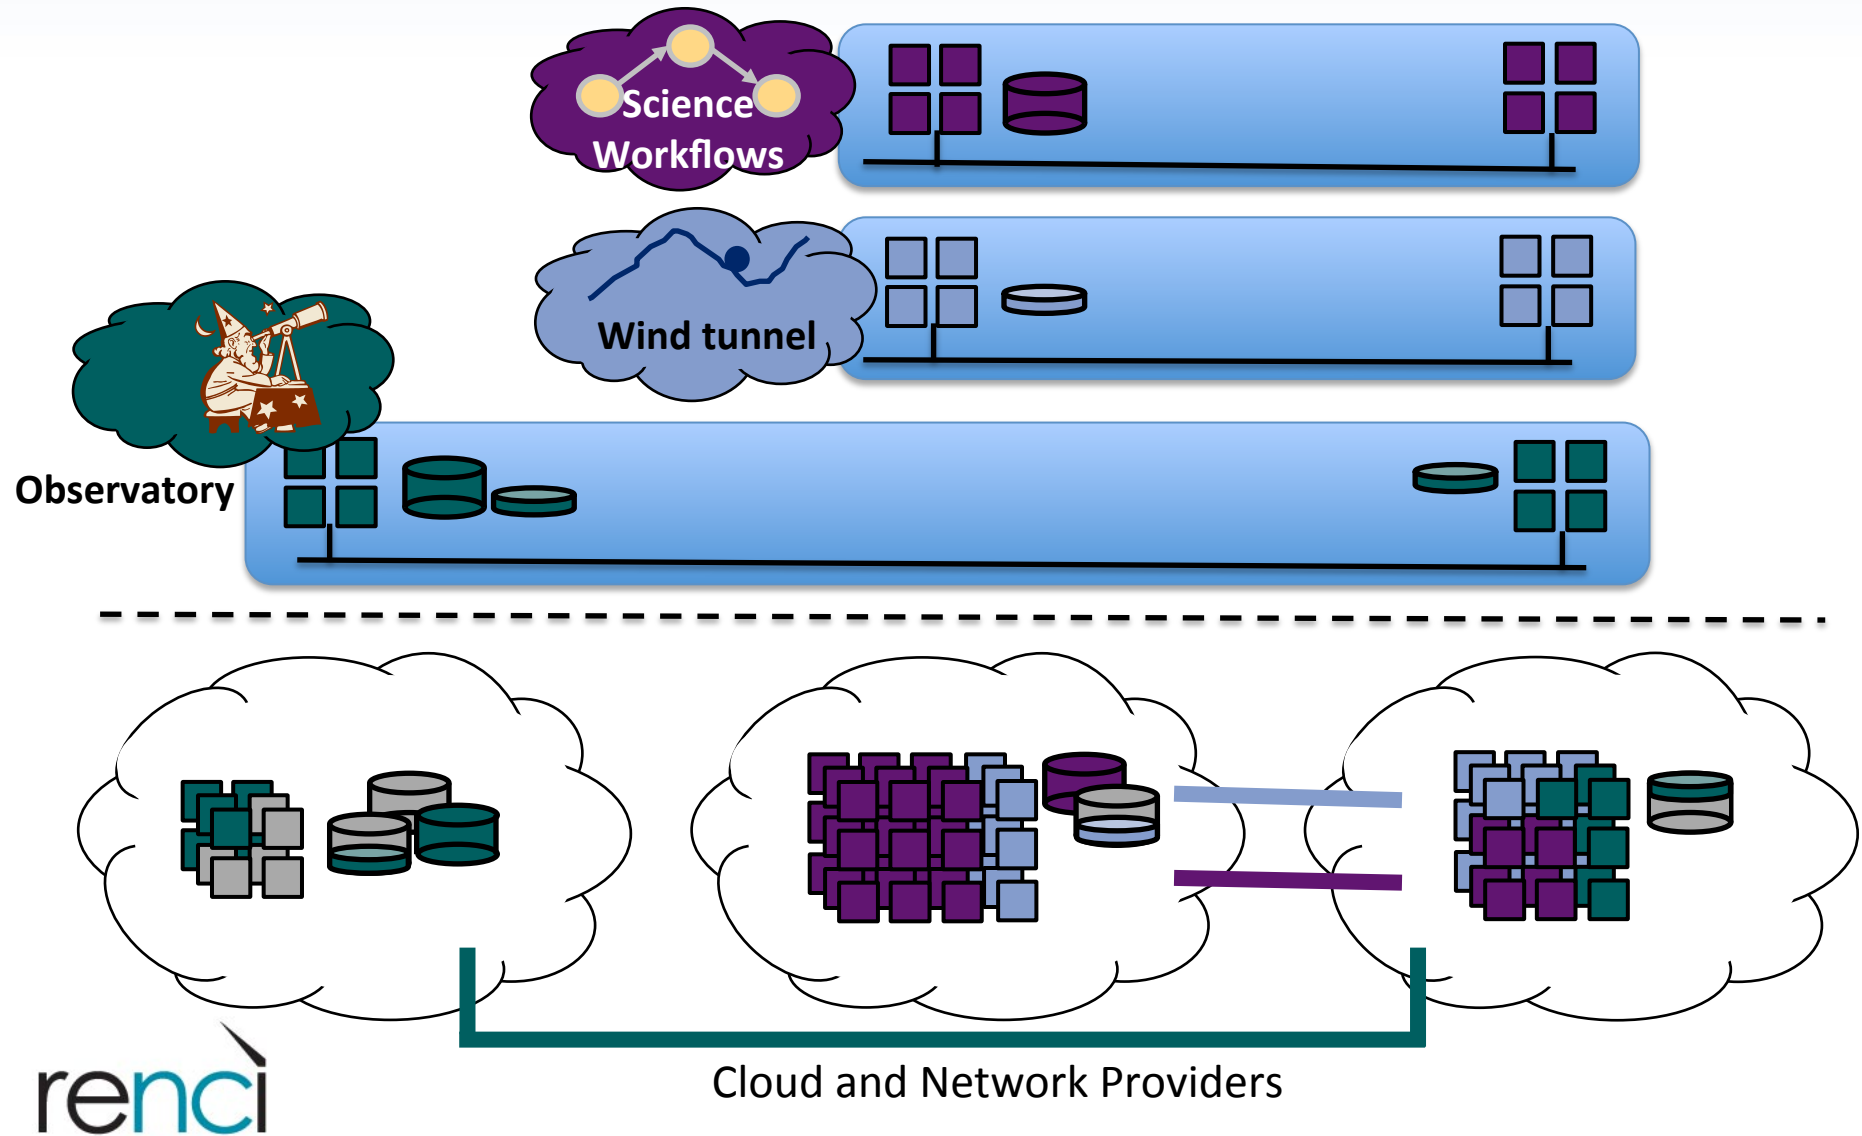 Science
Workflows
Wind tunnel
Observatory
Cloud and Network Providers
renci